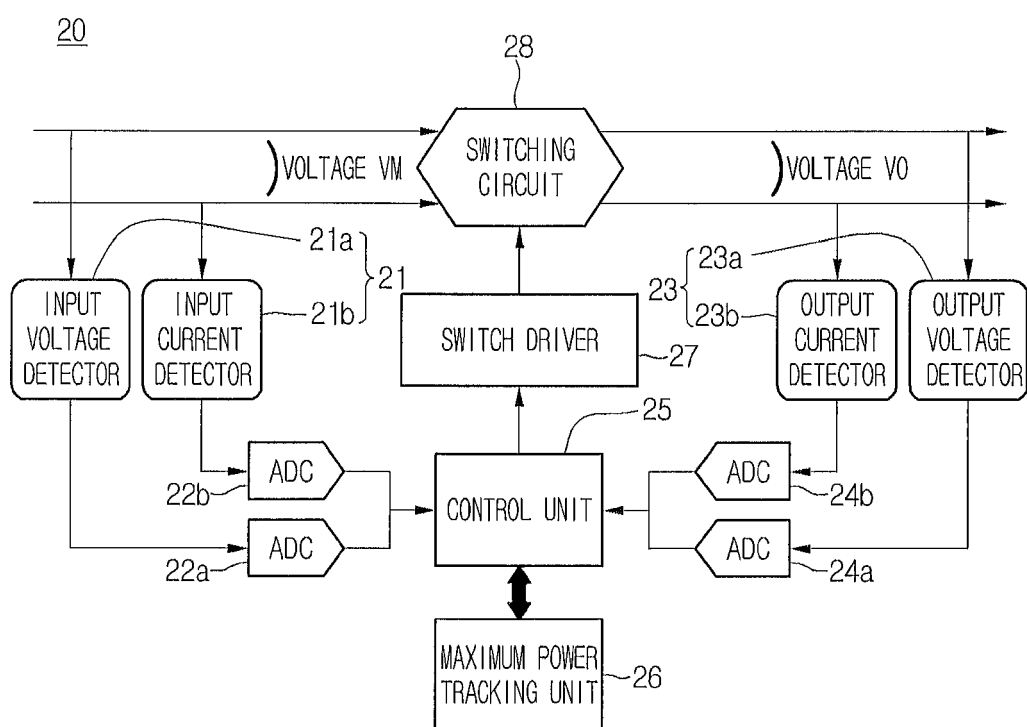 20
28
SWITCHING
CIRCUIT
VOLTAGE VM
VOLTAGE VO
21a
21
21b
23a
23
23b
INPUT
VOLTAGE
DETECTOR
INPUT
CURRENT
DETECTOR
SWITCH DRIVER
27
OUTPUT
CURRENT
DETECTOR
OUTPUT
VOLTAGE
DETECTOR
25
ADC
22b
ADC
22a
CONTROL UNIT
ADC
24b
ADC
24a
MAXIMUM POWER
TRACKING UNIT
26